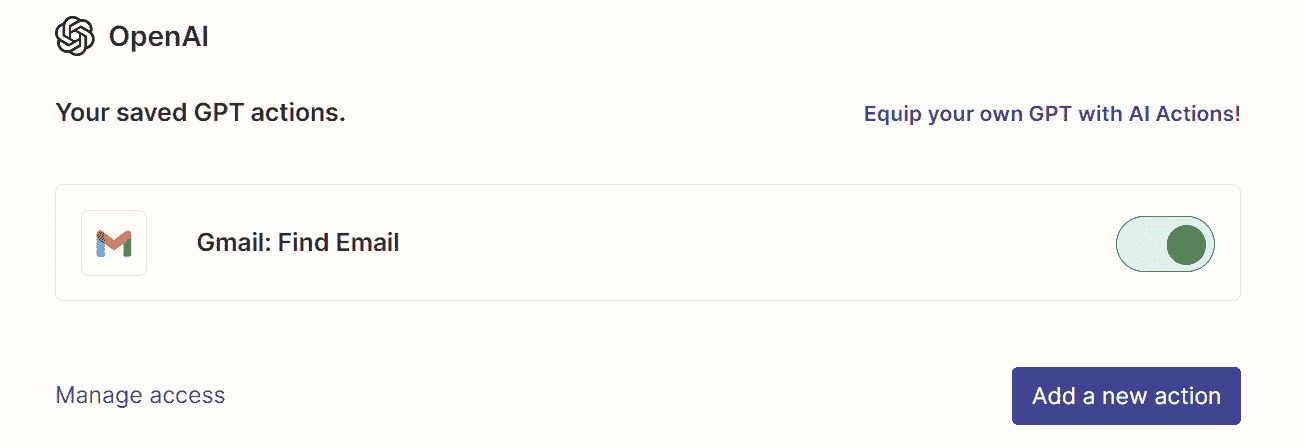 OpenAI
Your saved GPT actions.
Equip your own GPT with AI Actions!
Gmail: Find Email
Manage access
Add a new action